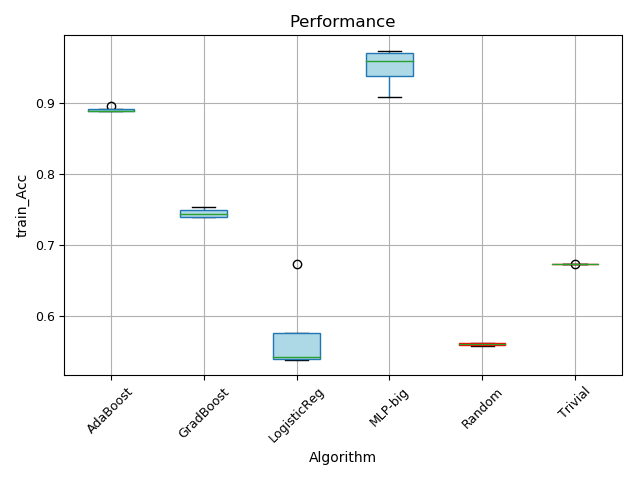 Performance
train_Acc
0.9
0.8
0.7
0.6
AdaBoost
GradBoost
LogisticReg
MLP-big
Random
Trivial
Algorithm